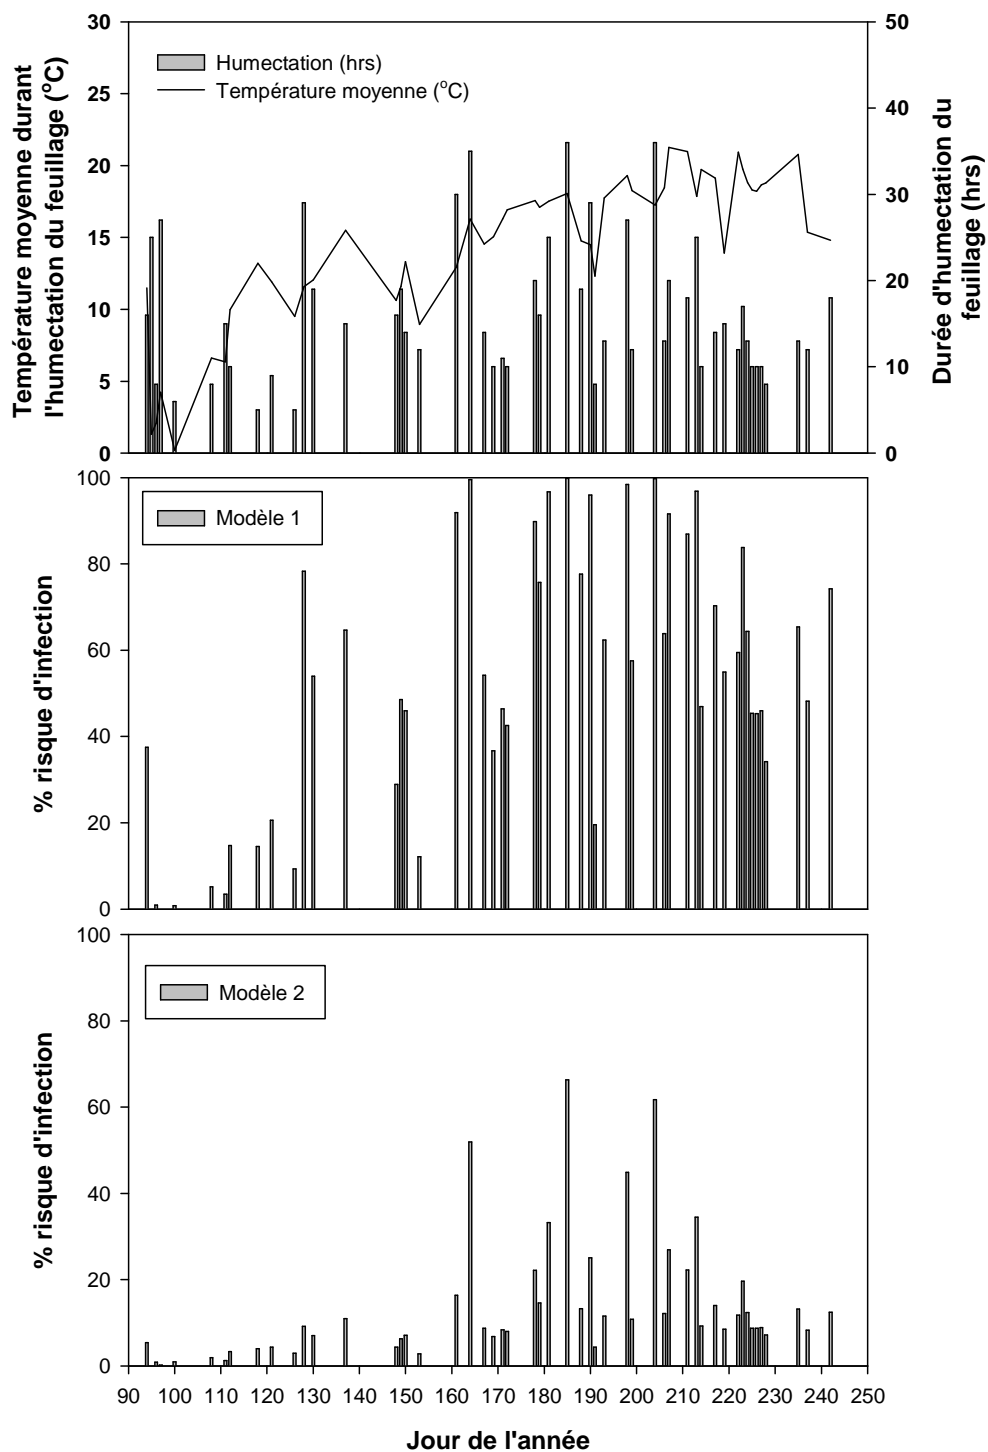 Température moyenne durant
l'humectation du feuillage (°C)
30
25
20
15
10
5
0
Humectation (hrs)
Température moyenne (°C)
50
40
30
20
10
0
Durée d'humectation du
feuillage (hrs)
% risque d'infection
100
80
60
40
20
0
Modèle 1
% risque d'infection
100
80
60
40
20
0
Modèle 2
90 100 110 120 130 140 150 160 170 180 190 200 210 220 230 240 250
Jour de l'année